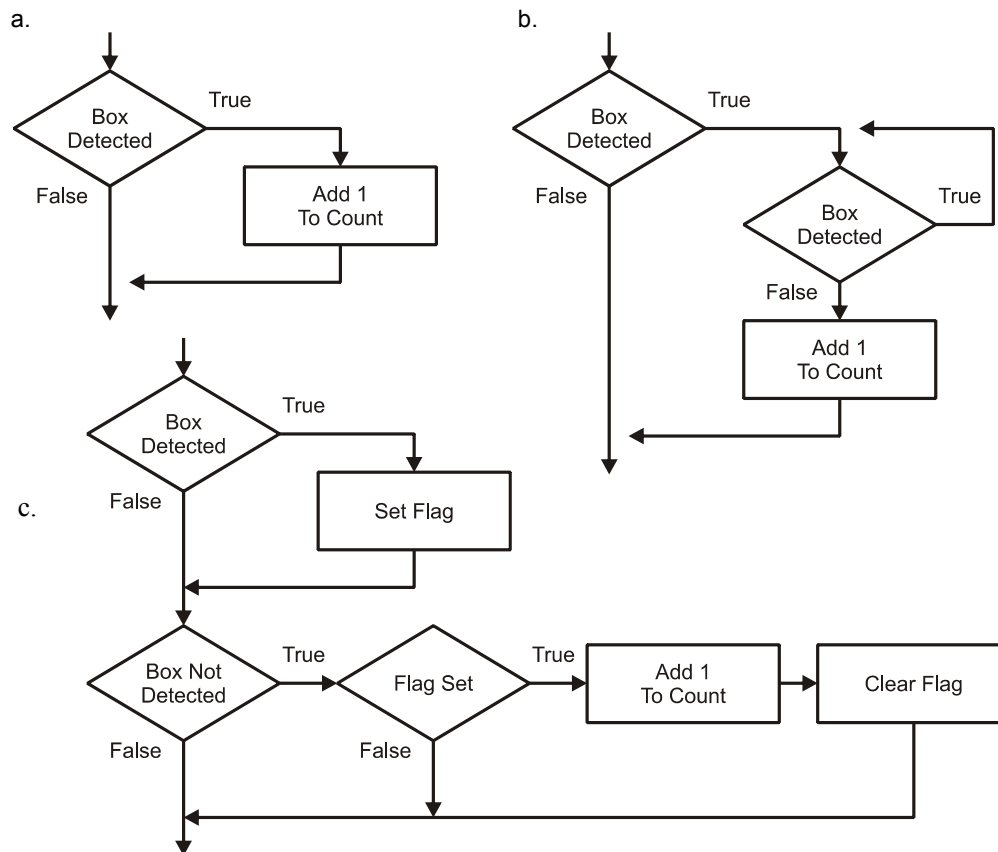 a.
True
Box
Detected
False
Add 1
To Count
b.
True
Box
Detected
False
True
Box
Detected
False
Add 1
To Count
c.
True
Box
Detected
False
Set Flag
True
Box Not
Detected
False
True
Flag Set
False
Add 1
To Count
Clear Flag